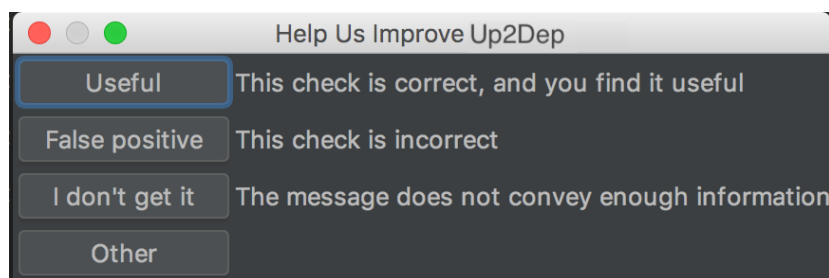 Help Us Improve Up2Dep
Useful This check is correct, and you find it useful
False positive This check is incorrect
I don't get it The message does not convey enough information
Other